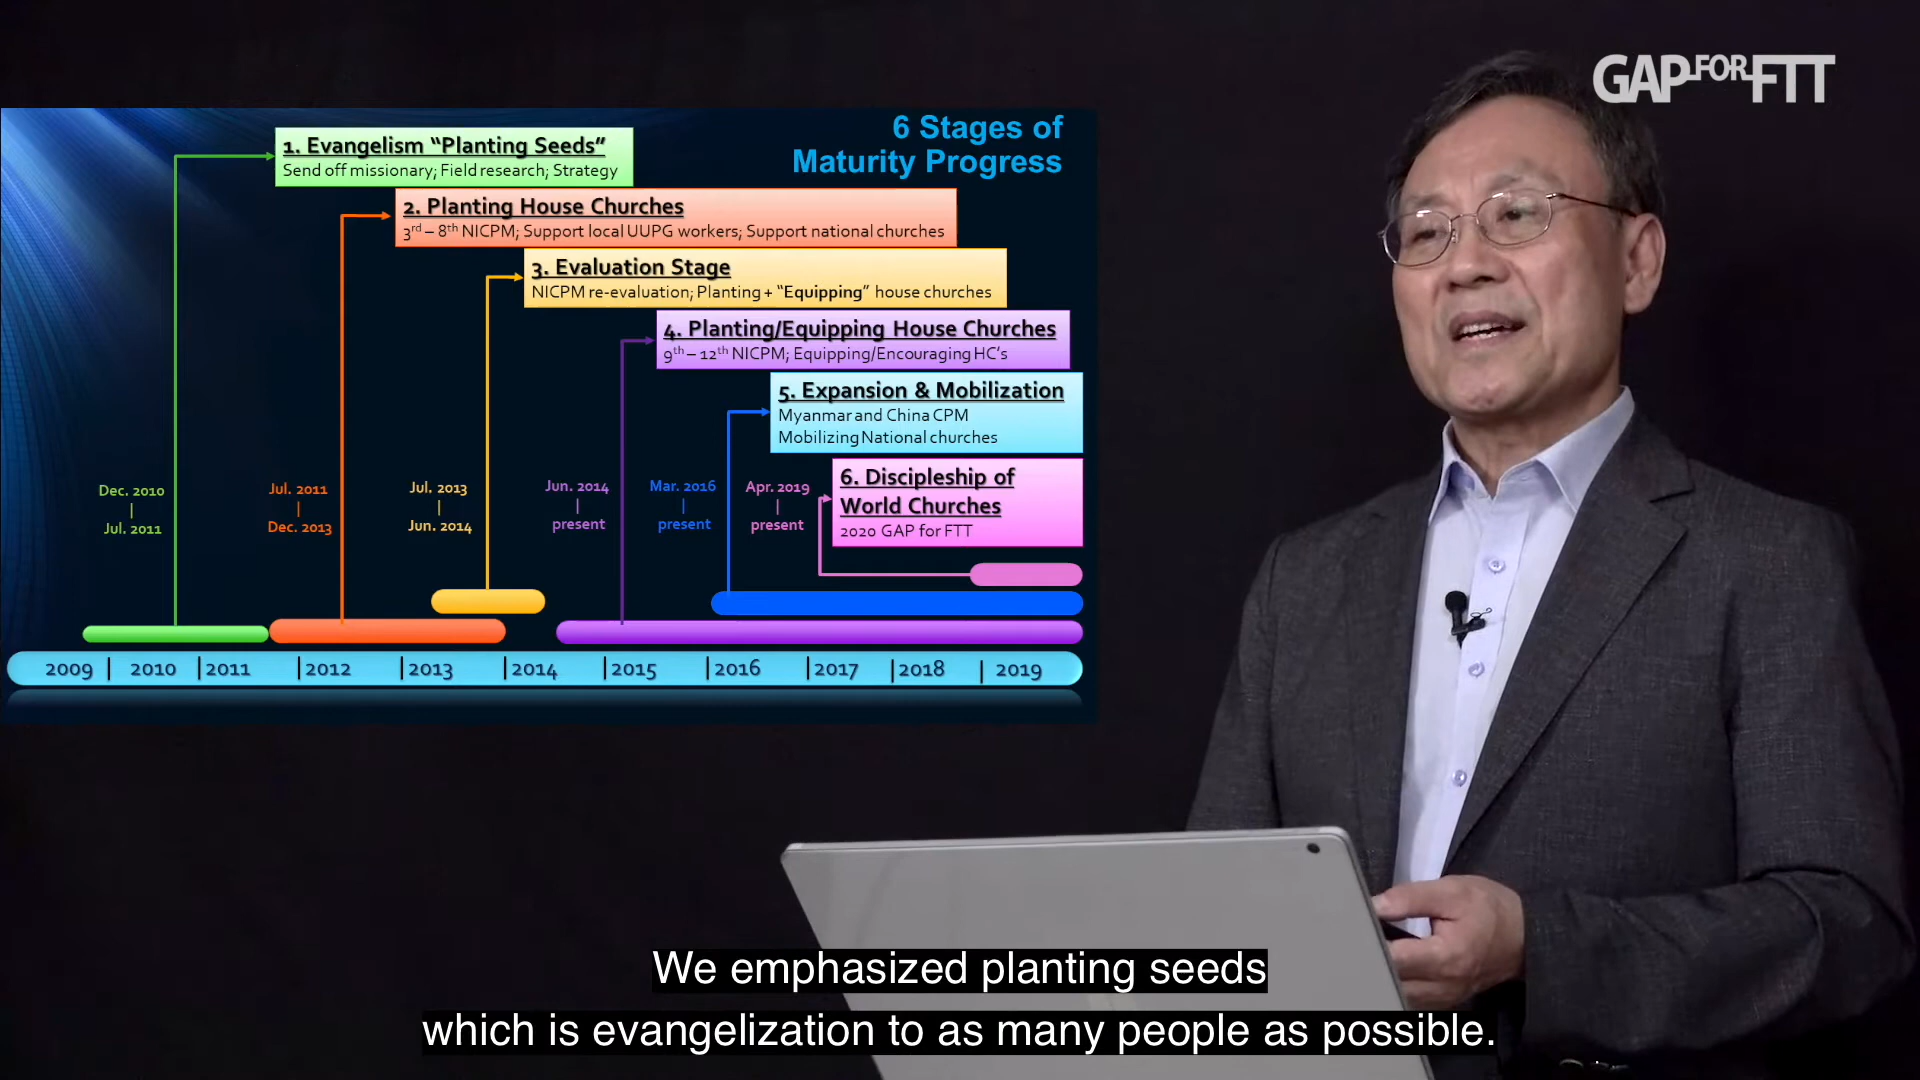 GAP FOR FTT
6 Stages of
Maturity Progress
1. Evangelism “Planting Seeds”
Send off missionary; Field research; Strategy
2. Planting House Churches
3rd – 8th NICPM; Support local UUPG workers; Support national churches
3. Evaluation Stage
NICPM re-evaluation; Planting + “Equipping” house churches
4. Planting/Equipping House Churches
9th – 12th NICPM; Equipping/Encouraging HC’s
5. Expansion & Mobilization
Myanmar and China CPM
Mobilizing National churches
6. Discipleship of
World Churches
2020 GAP for FTT
Dec. 2010
|
Jul. 2011
Jul. 2011
|
Dec. 2013
Jul. 2013
|
Jun. 2014
Jun. 2014
|
present
Mar. 2016
|
present
Apr. 2019
|
present
2009 | 2010 | 2011 | 2012 | 2013 | 2014 | 2015 | 2016 | 2017 | 2018 | 2019
We emphasized planting seeds
which is evangelization to as many people as possible.